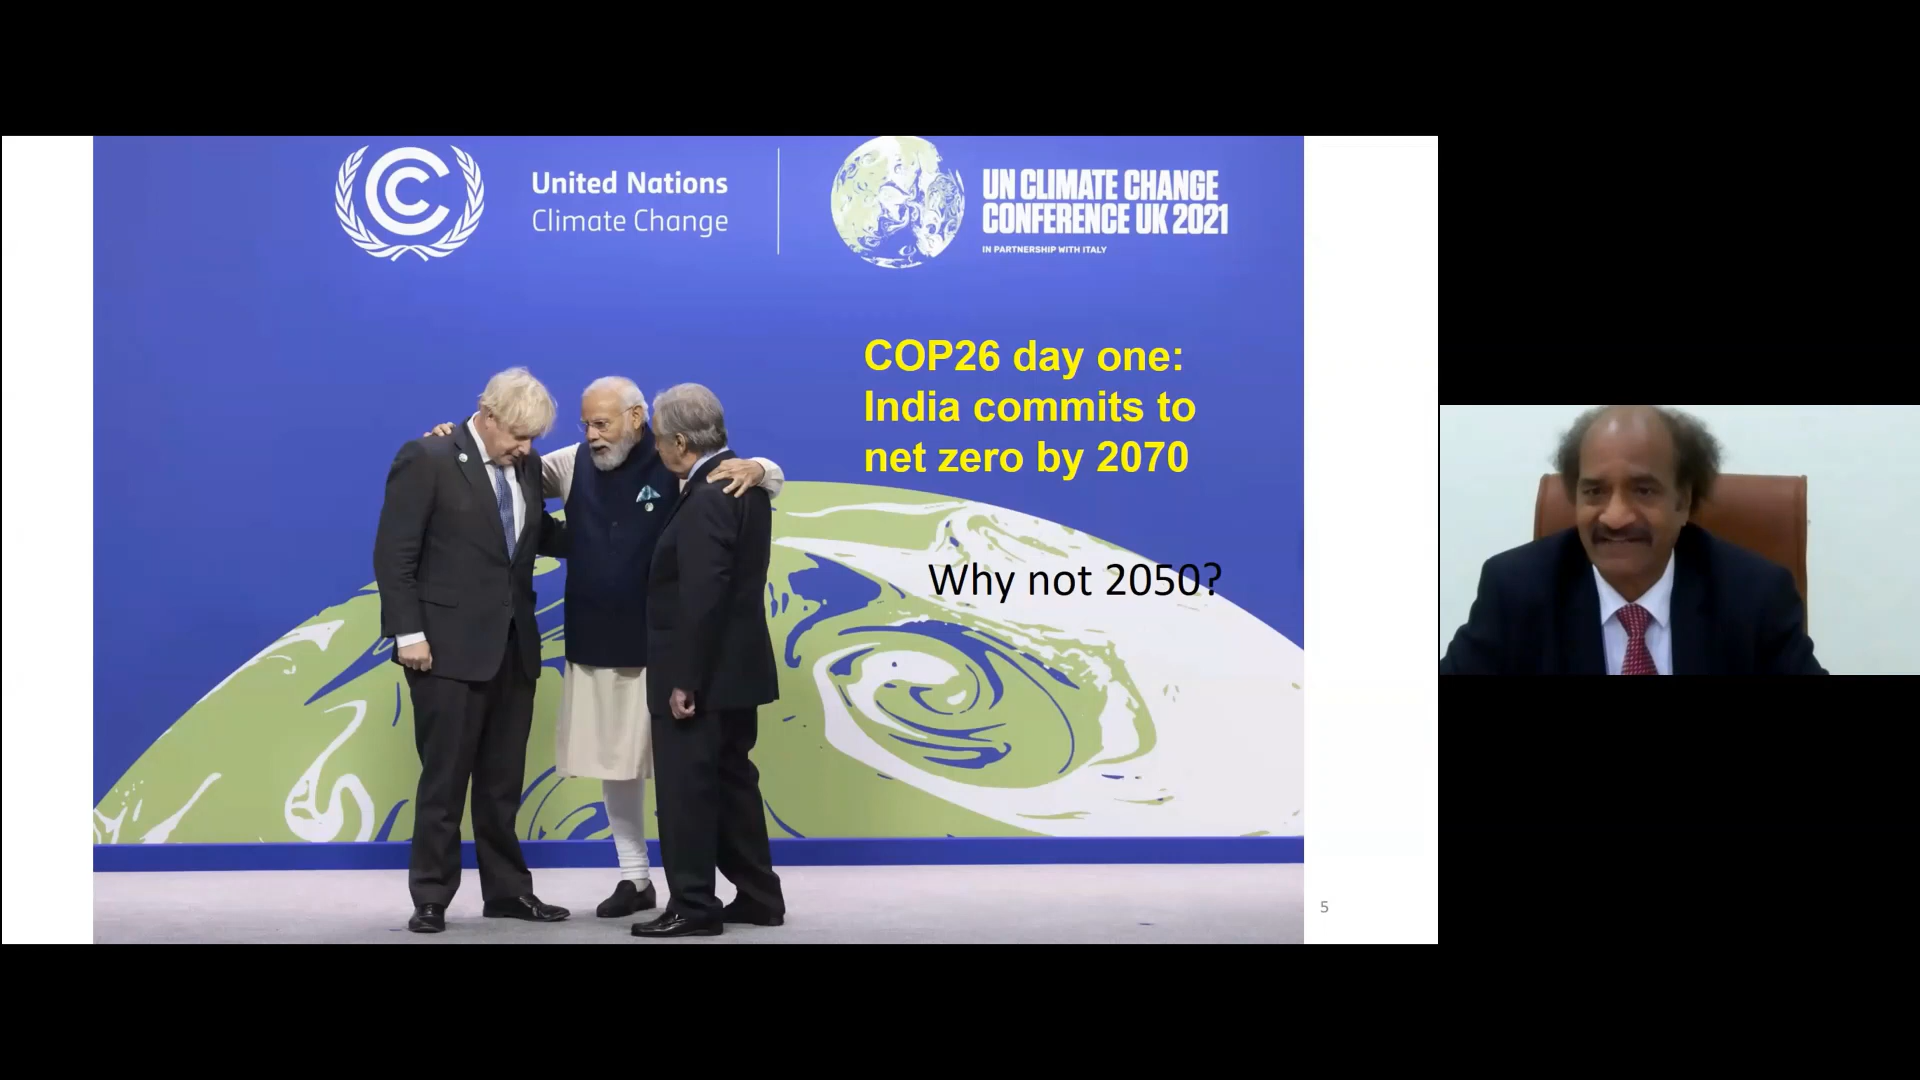 United Nations
Climate Change
UN CLIMATE CHANGE
CONFERENCE UK 2021
IN PARTNERSHIP WITH ITALY
COP26 day one:
India commits to
net zero by 2070
Why not 2050?
5